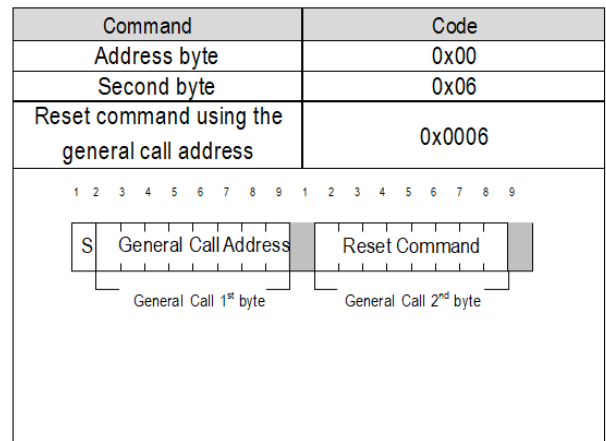 Command Code
Address byte 0x00
Second byte 0x06
Reset command using the
general call address 0x0006
1 2 3 4 5 6 7 8 9 1 2 3 4 5 6 7 8 9
S General Call Address Reset Command
General Call 1st byte General Call 2nd byte